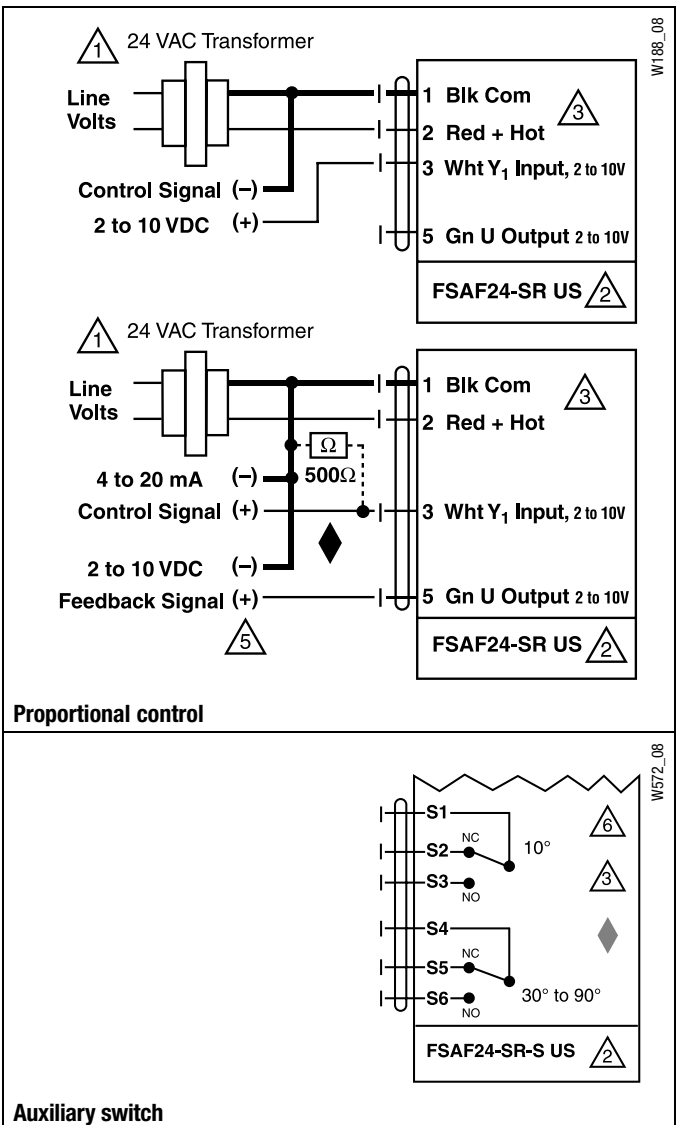 W188_08
1
24 VAC Transformer
Line
Volts
1 Blk Com
3
2 Red + Hot
3 Wht Y₁ Input, 2 to 10V
Control Signal (–)
2 to 10 VDC (+)
5 Gn U Output 2 to 10V
FSAF24-SR US
2
1
24 VAC Transformer
Line
Volts
1 Blk Com
3
2 Red + Hot
Ω
500Ω
4 to 20 mA (–)
Control Signal (+)
3 Wht Y₁ Input, 2 to 10V
2 to 10 VDC (–)
Feedback Signal (+)
5 Gn U Output 2 to 10V
5
FSAF24-SR US
2
Proportional control
W572_08
S1
6
NC
S2
10°
S3
3
NO
S4
NC
S5
30° to 90°
S6
NO
FSAF24-SR-S US
2
Auxiliary switch